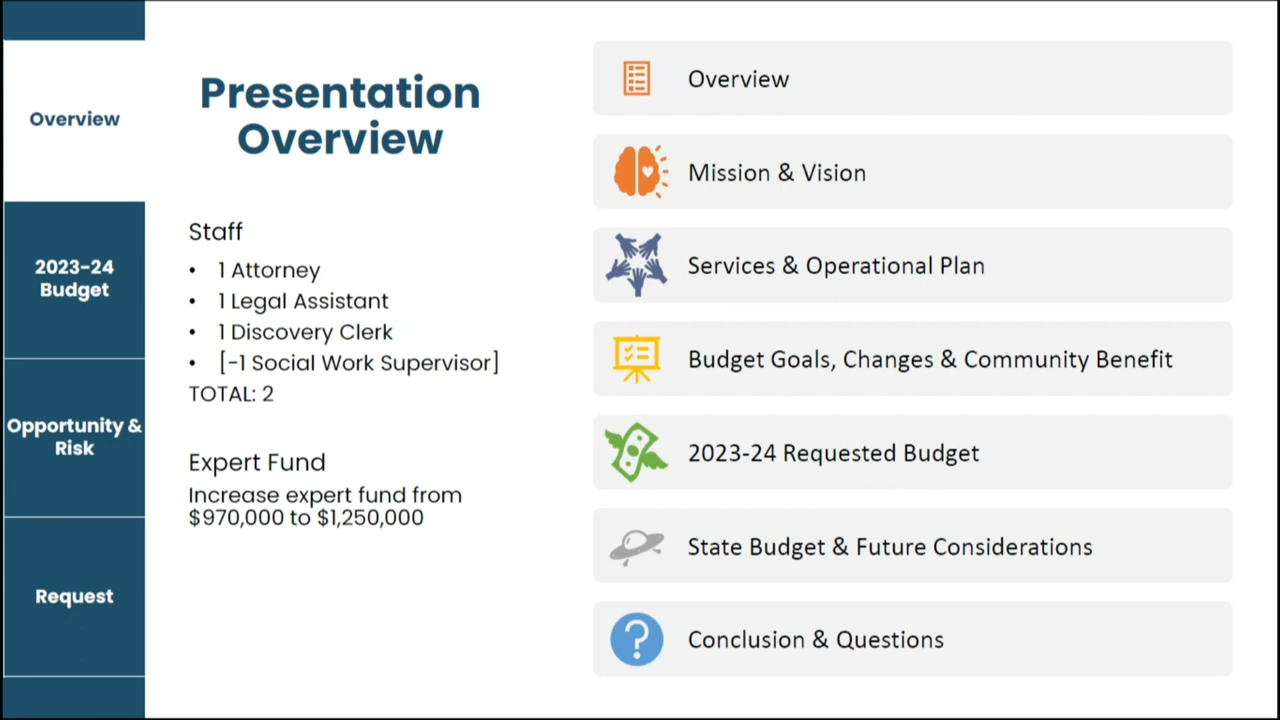 Overview
2023-24
Budget
Opportunity &
Risk
Request
Presentation
Overview
Staff
• 1 Attorney
• 1 Legal Assistant
• 1 Discovery Clerk
• [-1 Social Work Supervisor]
TOTAL: 2
Expert Fund
Increase expert fund from
$970,000 to $1,250,000
Overview
Mission & Vision
Services & Operational Plan
Budget Goals, Changes & Community Benefit
2023-24 Requested Budget
State Budget & Future Considerations
Conclusion & Questions